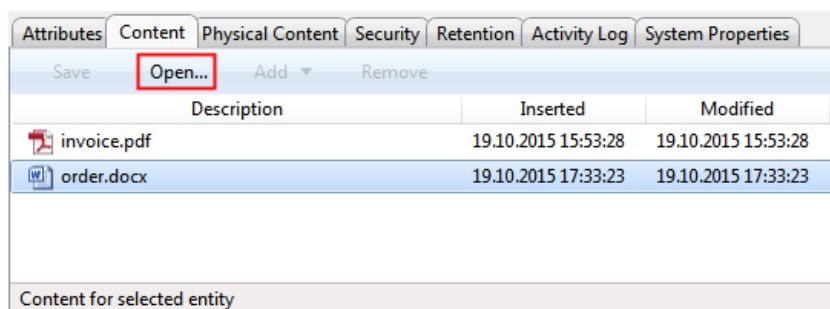 Attributes Content Physical Content Security Retention Activity Log System Properties
Save Open... Add Remove
Description Inserted Modified
invoice.pdf 19.10.2015 15:53:28 19.10.2015 15:53:28
order.docx 19.10.2015 17:33:23 19.10.2015 17:33:23
Content for selected entity